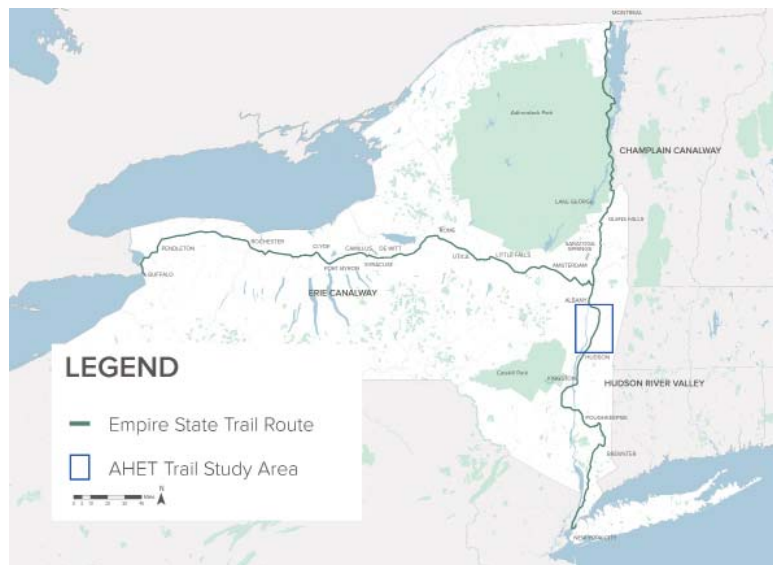 MONTREAL
Adirondack Park
CHAMPLAIN CANALWAY
LAKE GEORGE
GLENS FALLS
ROME
SARATOGA
SPRINGS
ROCHESTER
CLYDE
CAMILLUS
DE WITT
PENDLETON
UTICA
LITTLE FALLS
AMSTERDAM
PORT BYRON
SYRACUSE
BUFFALO
ERIE CANALWAY
ALBANY
HUDSON
LEGEND
Catskill Park
KINGSTON
HUDSON RIVER VALLEY
Empire State Trail Route
POUGHKEEPSIE
BREWSTER
AHET Trail Study Area
Miles
N
NEW YORK CITY